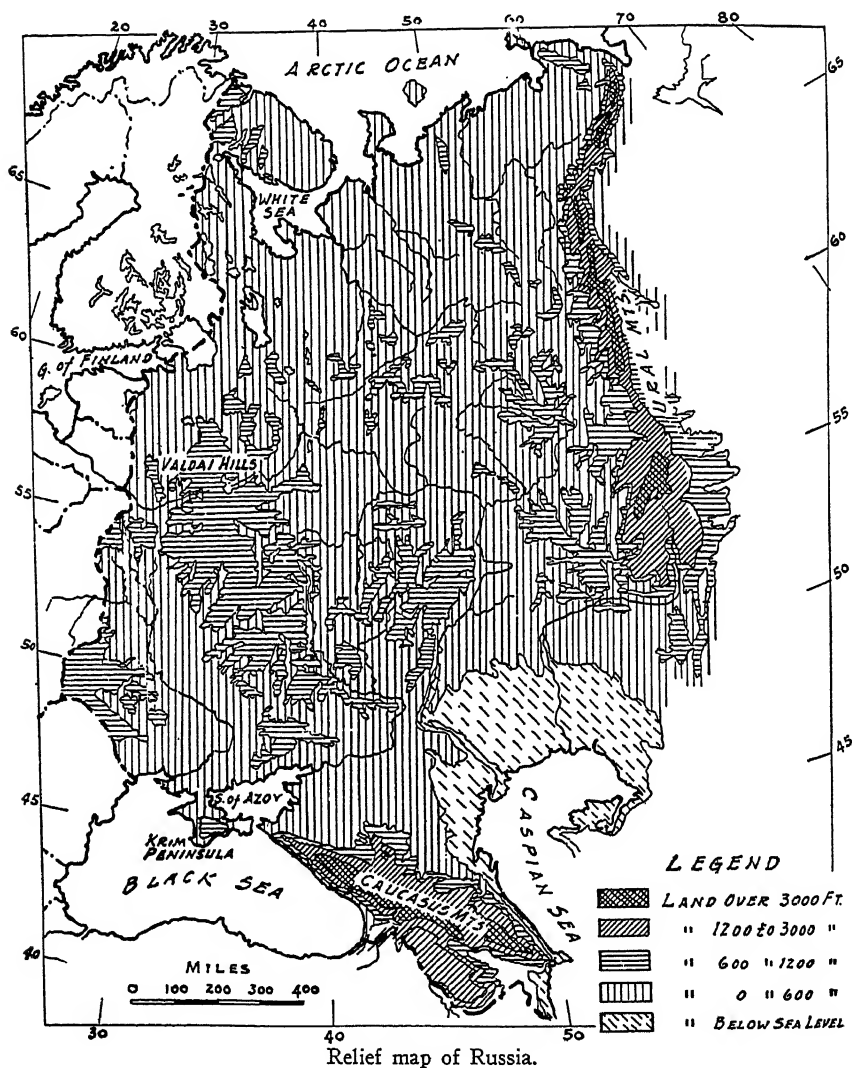 20 30 40 50 60 70 80
ARCTIC OCEAN
65
65
WHITE
SEA
60
URAL MTS
60
G. OF FINLAND
55
VALDAI HILLS
55
50
50
45
S. OF AZOV
45
KRIM
PENINSULA
BLACK SEA
CAUCASUS MTS
CASPIAN SEA
40
MILES
0 100 200 300 400
LEGEND
LAND OVER 3000 FT.
" 1200 to 3000 "
" 600 " 1200 "
" 0 " 600 "
" BELOW SEA LEVEL
30 40 50
Relief map of Russia.